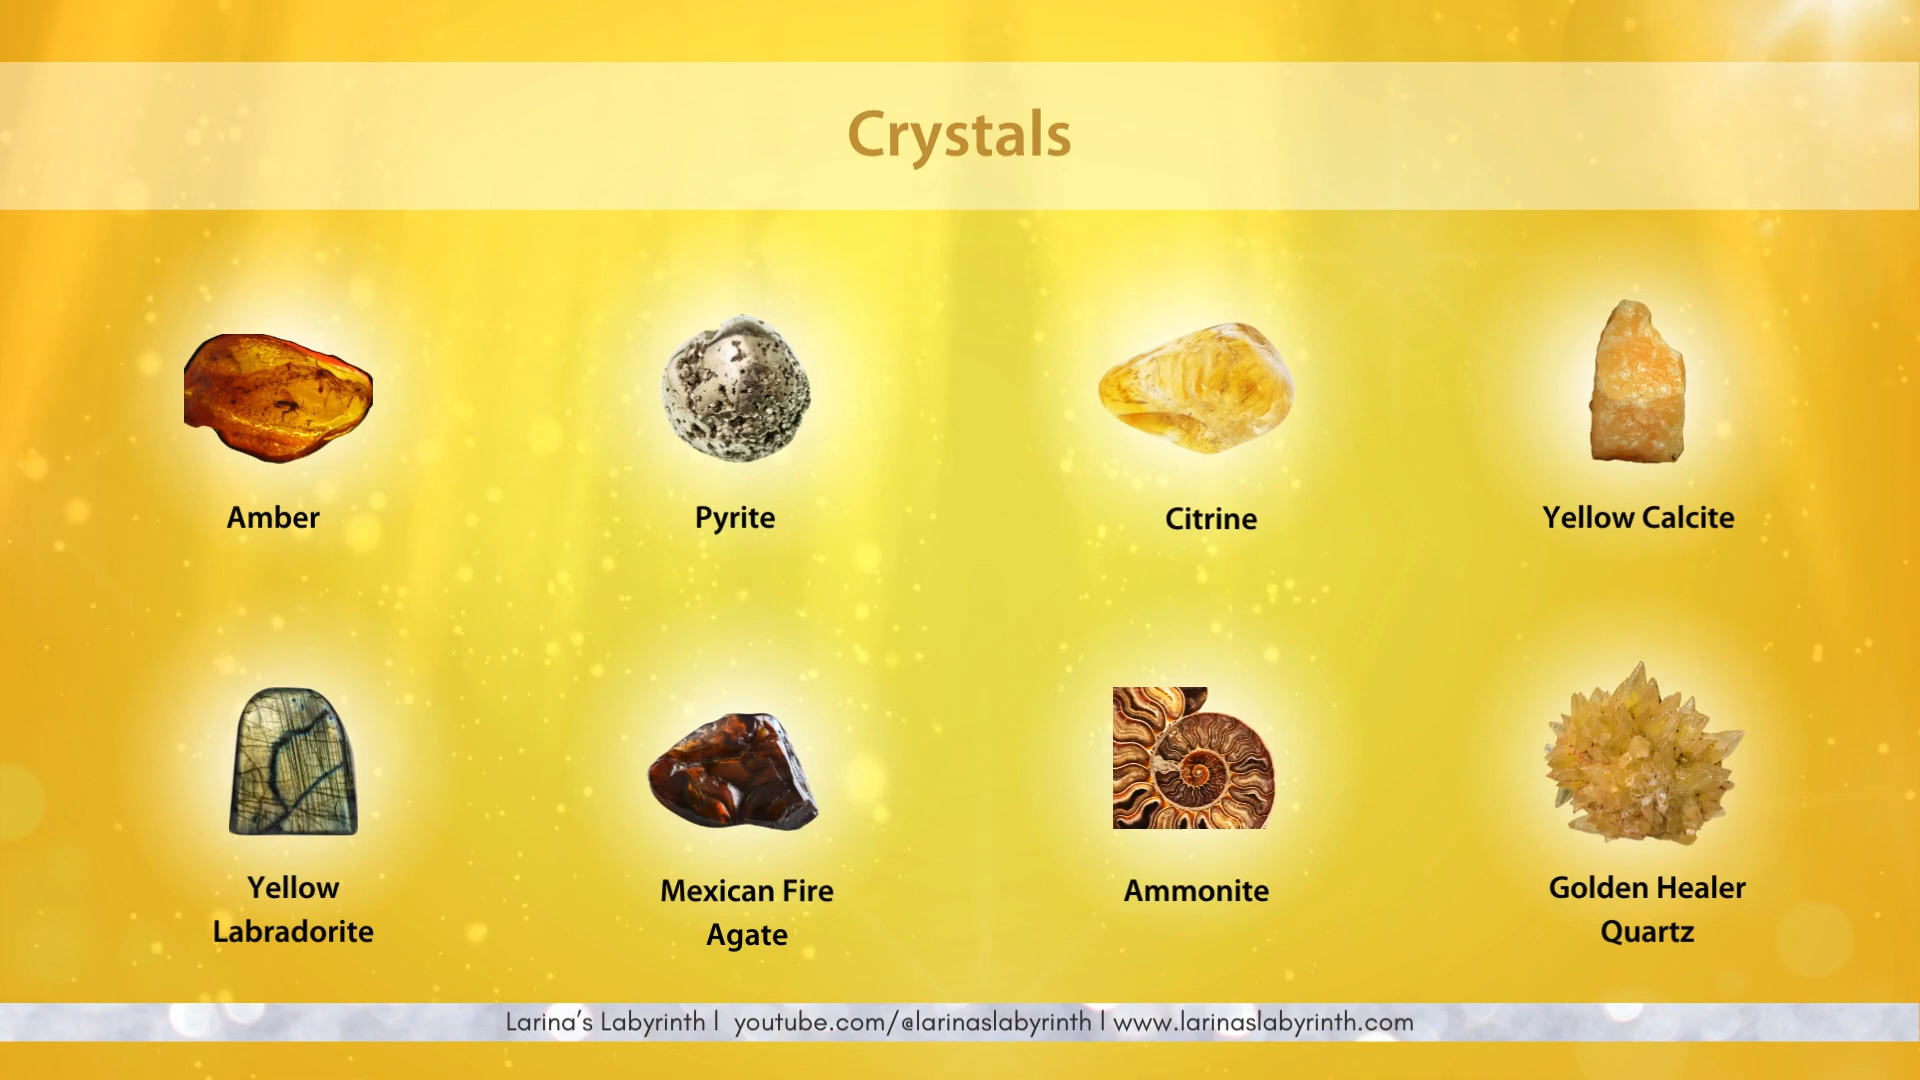 Crystals
Amber
Pyrite
Citrine
Yellow Calcite
Yellow
Labradorite
Mexican Fire
Agate
Ammonite
Golden Healer
Quartz
Larina’s Labyrinth | youtube.com/@larinaslabyrinth | www.larinaslabyrinth.com